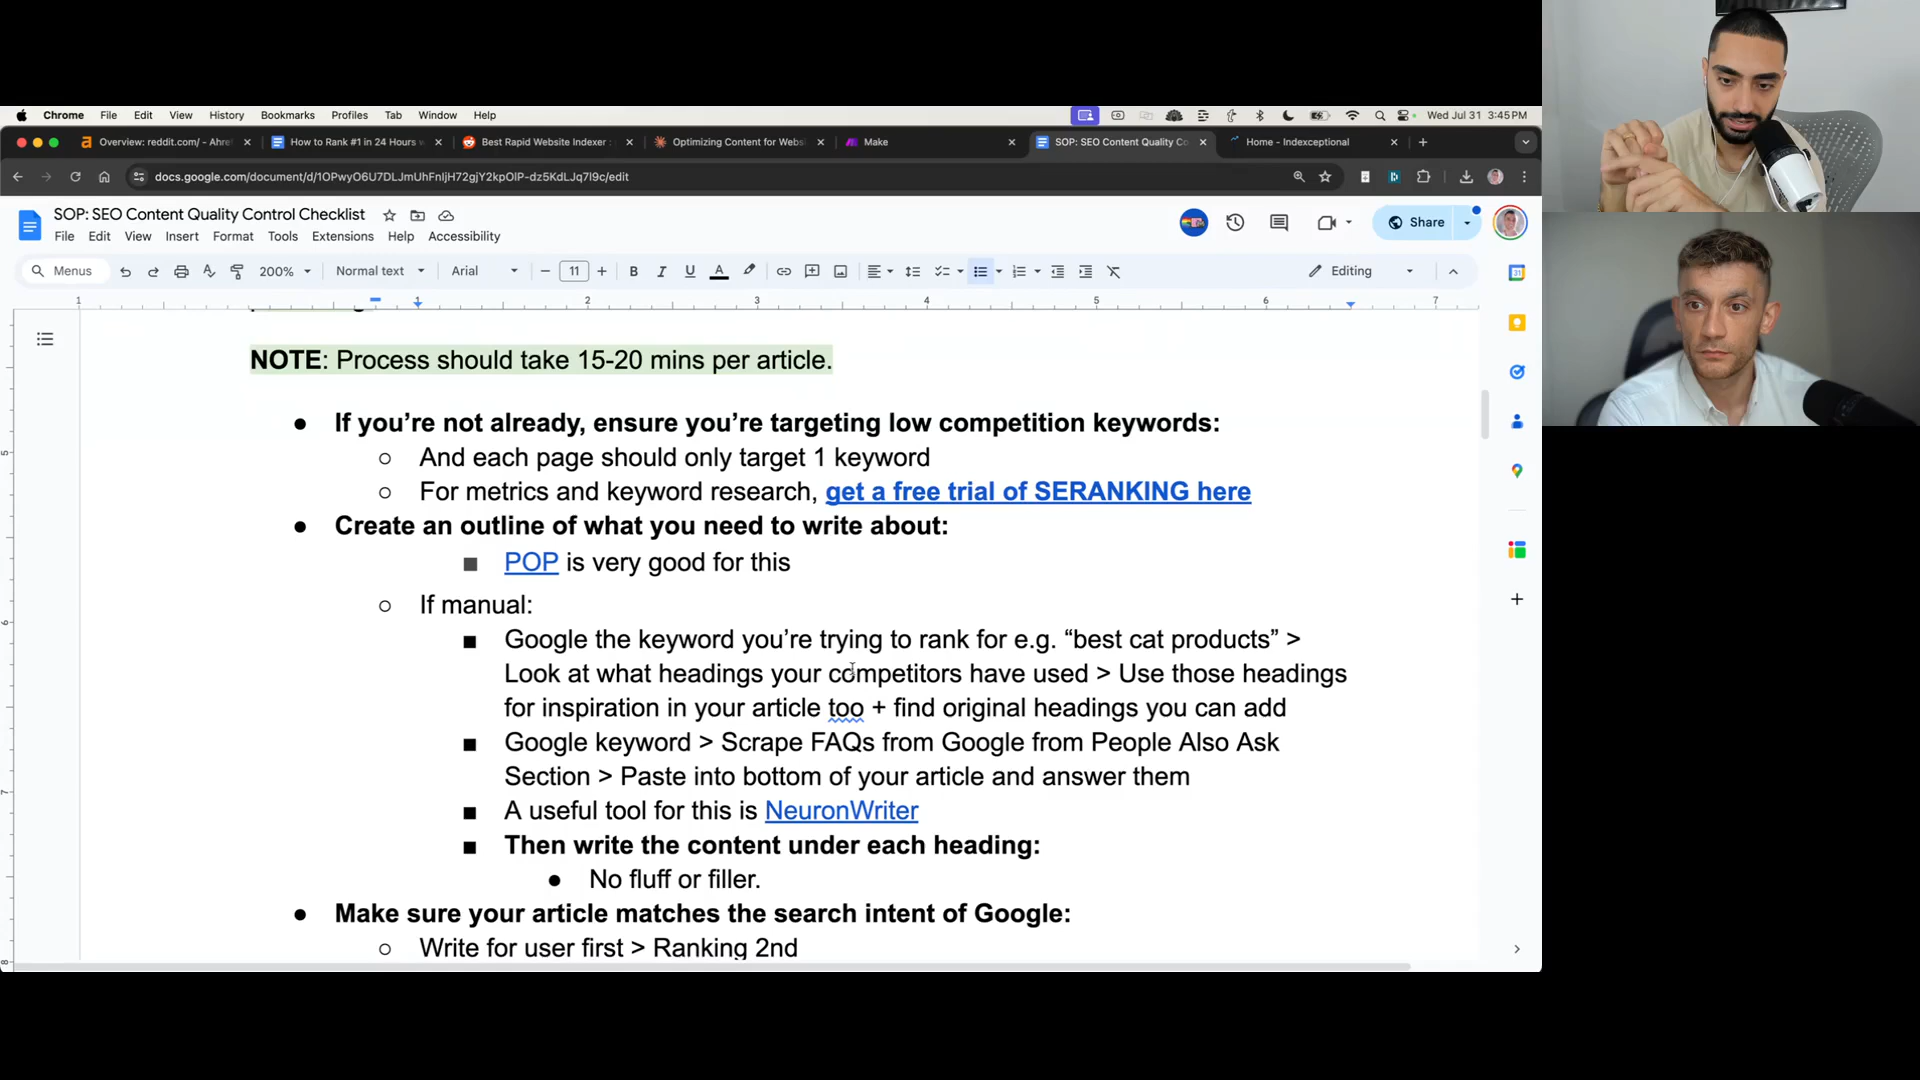 Chrome File Edit View History Bookmarks Profiles Tab Window Help Wed Jul 31 3:45PM
Overview: reddit.com/ - Ahre
How to Rank #1 in 24 Hours
Best Rapid Website Indexer :
Optimizing Content for Webs
Make
SOP: SEO Content Quality Co
Home - Indexceptional
docs.google.com/document/d/1OPwyO6U7DLJmUhFnIjH72gjY2kpOlP-dz5KdLJq7l9c/edit
SOP: SEO Content Quality Control Checklist
File Edit View Insert Format Tools Extensions Help Accessibility
Share
Menus 200% Normal text Arial 11 Editing
1 1 2 3 4 5 6 7
NOTE: Process should take 15-20 mins per article.
● If you’re not already, ensure you’re targeting low competition keywords:
○ And each page should only target 1 keyword
○ For metrics and keyword research, get a free trial of SERANKING here
● Create an outline of what you need to write about:
■ POP is very good for this
○ If manual:
■ Google the keyword you’re trying to rank for e.g. “best cat products” >
Look at what headings your competitors have used > Use those headings
for inspiration in your article too + find original headings you can add
■ Google keyword > Scrape FAQs from Google from People Also Ask
Section > Paste into bottom of your article and answer them
■ A useful tool for this is NeuronWriter
■ Then write the content under each heading:
● No fluff or filler.
● Make sure your article matches the search intent of Google:
○ Write for user first > Ranking 2nd